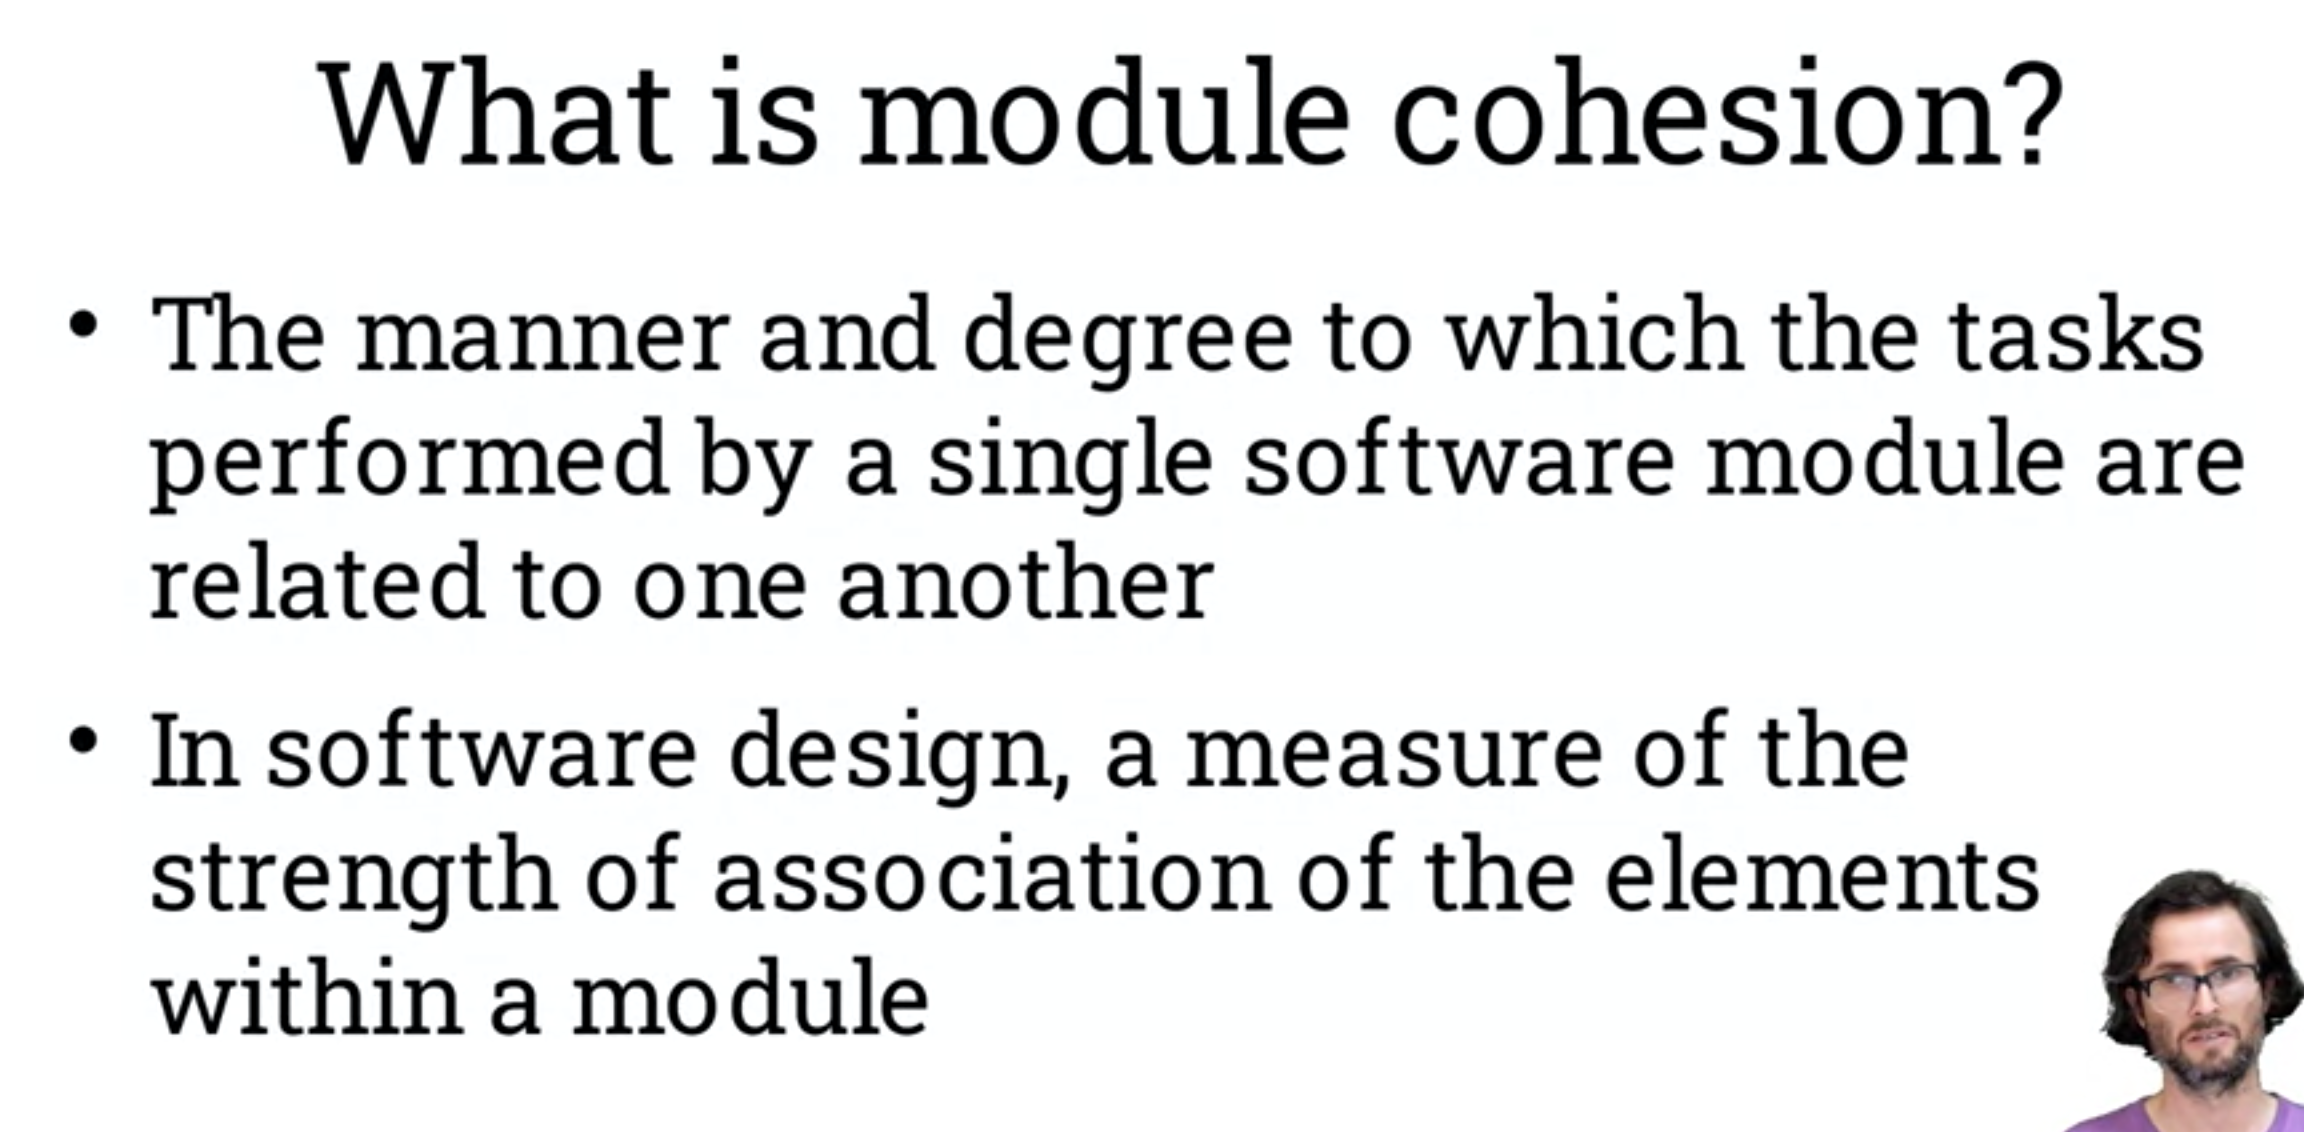 What is module cohesion?
• The manner and degree to which the tasks
performed by a single software module are
related to one another
• In software design, a measure of the
strength of association of the elements
within a module